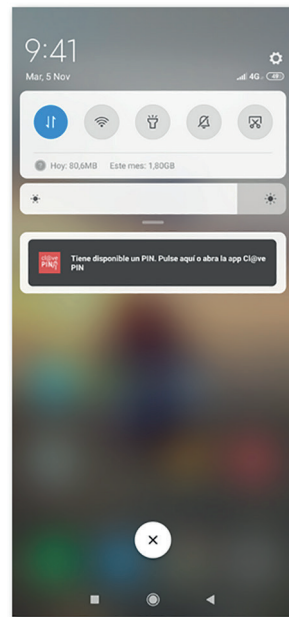 9:41
Mar, 5 Nov
4G 48
Hoy: 80,6MB Este mes: 1,80GB
cl@ve
PIN
Tiene disponible un PIN. Pulse aquí o abra la app Cl@ve
PIN